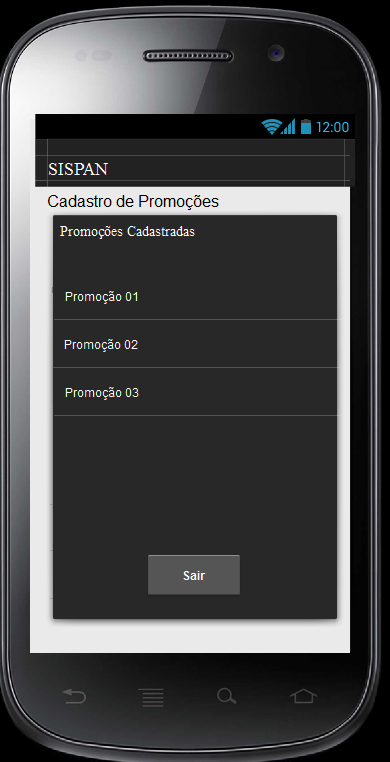 12:00
SISPAN
Cadastro de Promoções
Promoções Cadastradas
Promoção 01
Promoção 02
Promoção 03
Sair